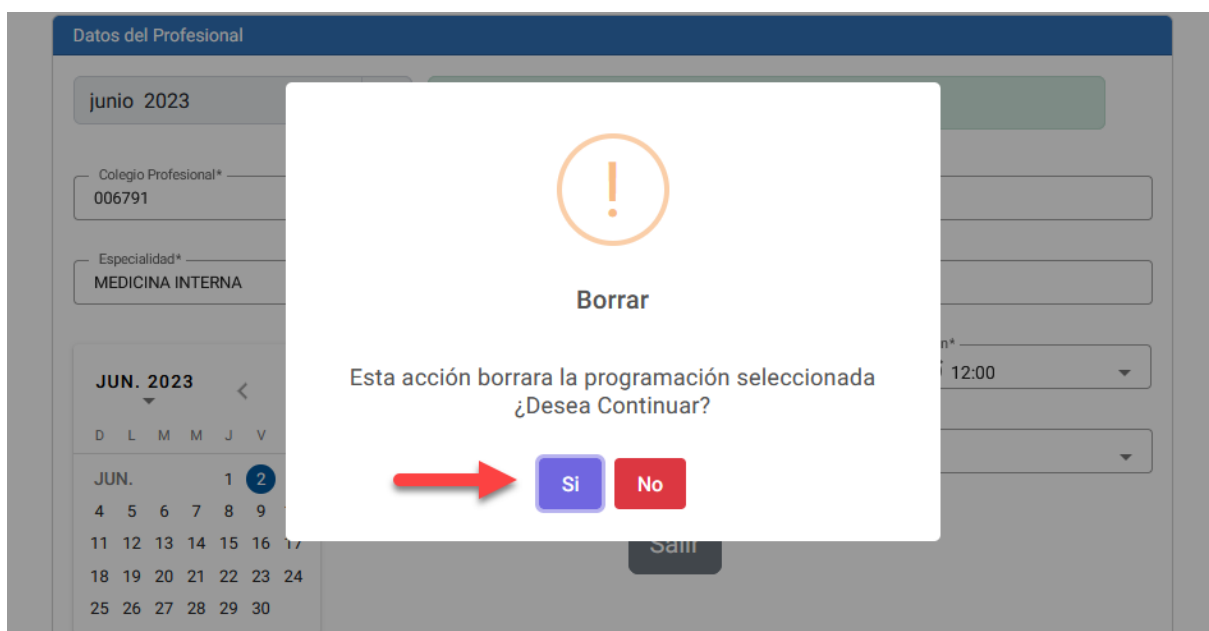 Datos del Profesional
junio 2023
Colegio Profesional*
006791
Especialidad*
MEDICINA INTERNA
!
Borrar
Esta acción borrara la programación seleccionada
¿Desea Continuar?
Si No
12:00
JUN. 2023 <
D L M M J V
JUN. 1 2
4 5 6 7 8 9
11 12 13 14 15 16 17
18 19 20 21 22 23 24
25 26 27 28 29 30
Salir